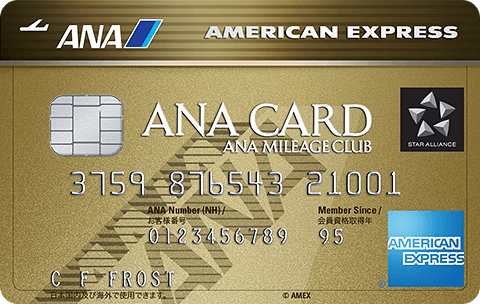 ANA AMERICAN EXPRESS
ANA CARD
ANA MILEAGE CLUB
STAR ALLIANCE
3759 876543 21001
ANA Number (NH) / Member Since /
お客様番号 会員資格取得年
0123456789 95
AMERICAN
EXPRESS
C F FROST
日本国内及び海外で使用できます。 © AMEX